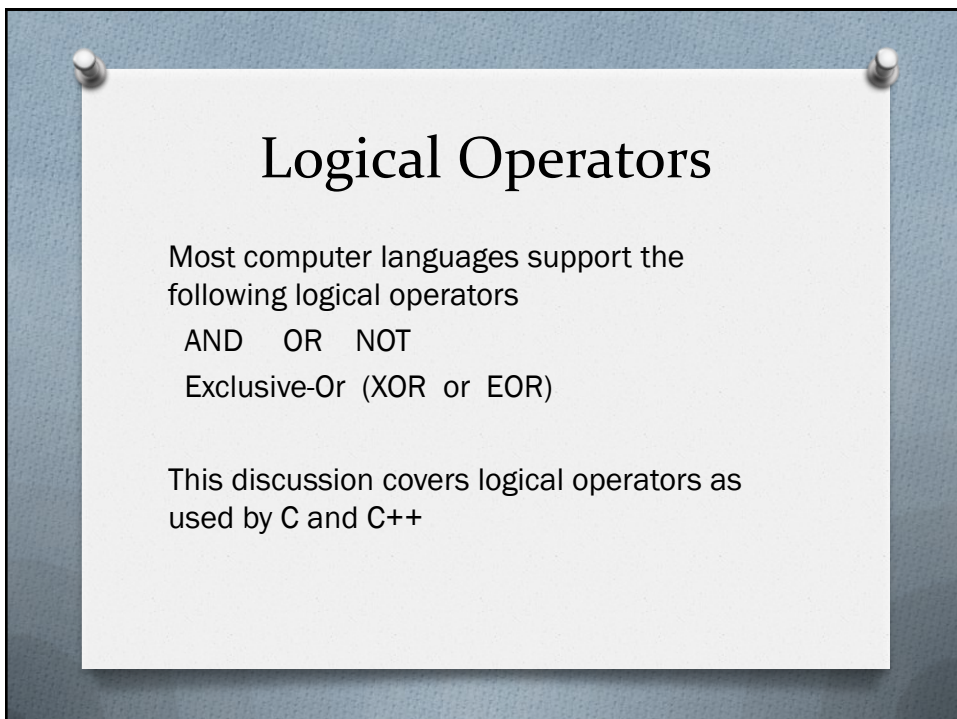 Logical Operators
Most computer languages support the
following logical operators
AND OR NOT
Exclusive-Or (XOR or EOR)
This discussion covers logical operators as
used by C and C++